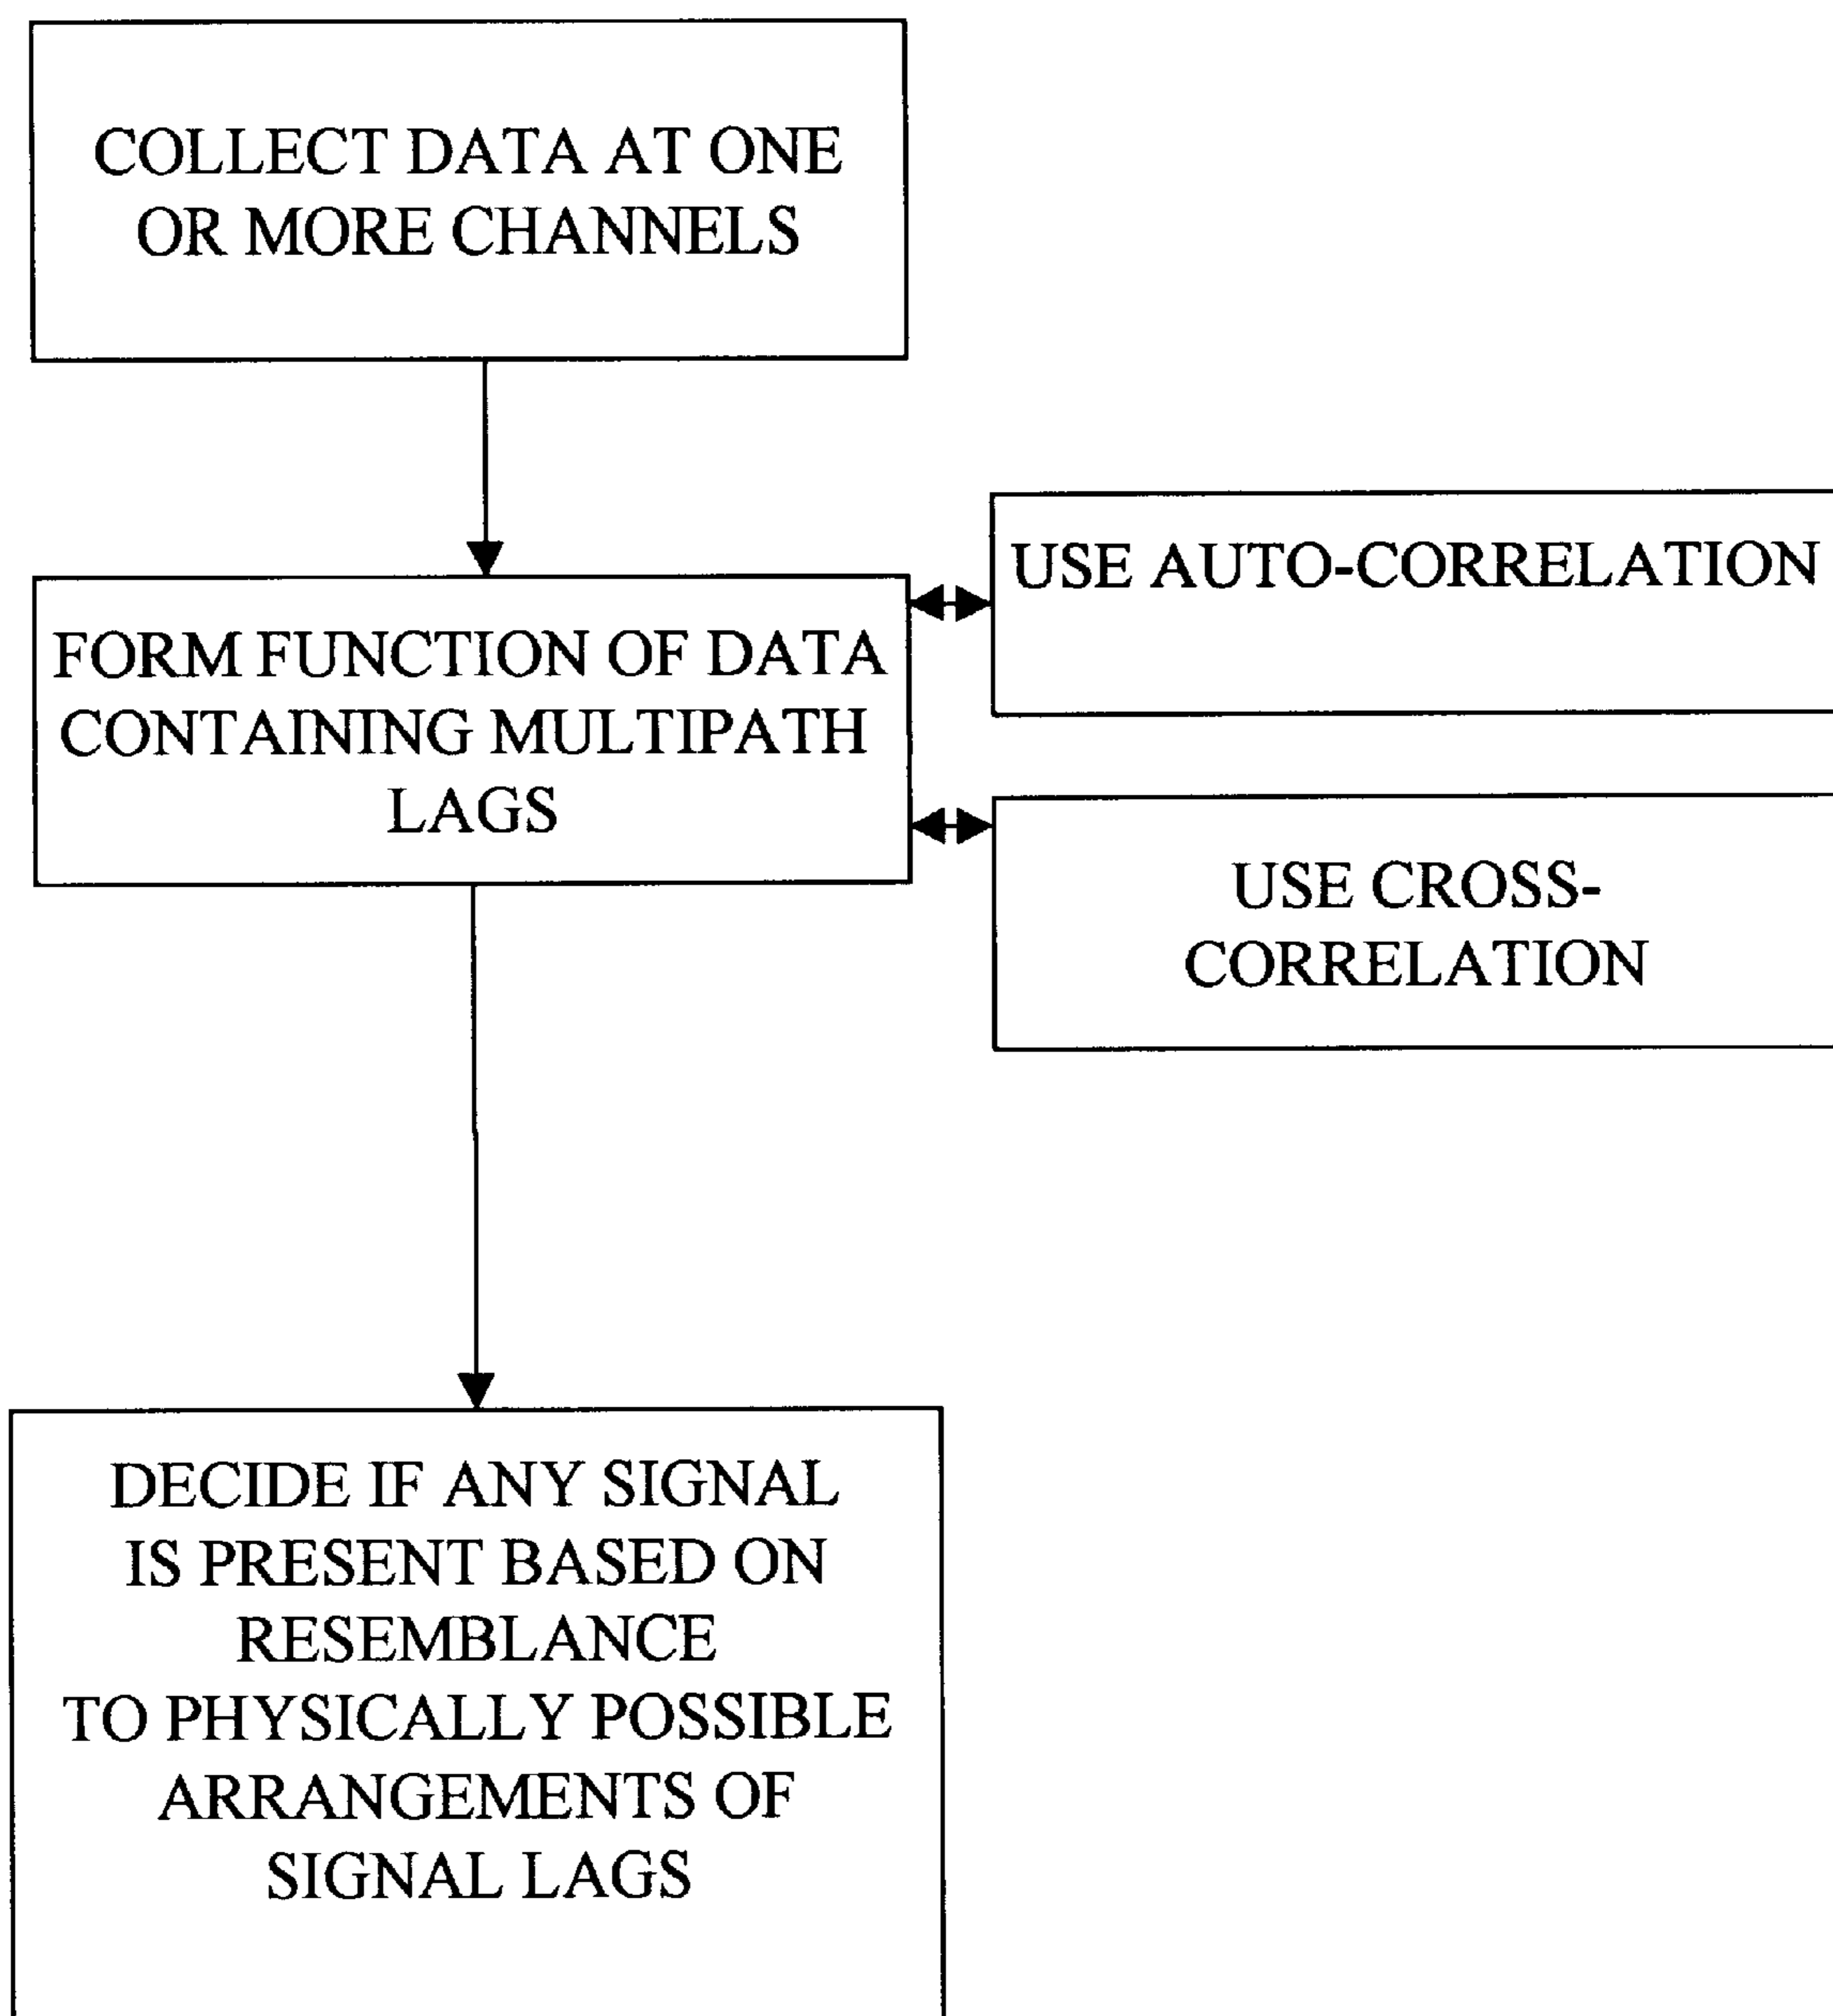 COLLECT DATA AT ONE
OR MORE CHANNELS
FORM FUNCTION OF DATA
CONTAINING MULTIPATH
LAGS
USE AUTO-CORRELATION
USE CROSS-
CORRELATION
DECIDE IF ANY SIGNAL
IS PRESENT BASED ON
RESEMBLANCE
TO PHYSICALLY POSSIBLE
ARRANGEMENTS OF
SIGNAL LAGS